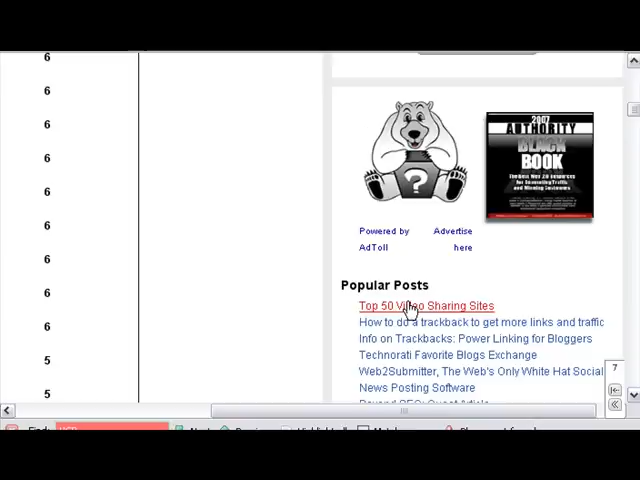 6
6
6
6
6
6
6
6
6
5
5
2007
AUTHORITY
BLACK
BOOK
?
Powered by
AdToll
Advertise
here
Popular Posts
Top 50 Video Sharing Sites
How to do a trackback to get more links and traffic
Info on Trackbacks: Power Linking for Bloggers
Technorati Favorite Blogs Exchange
Web2Submitter, The Web's Only White Hat Social
News Posting Software
7
Find: